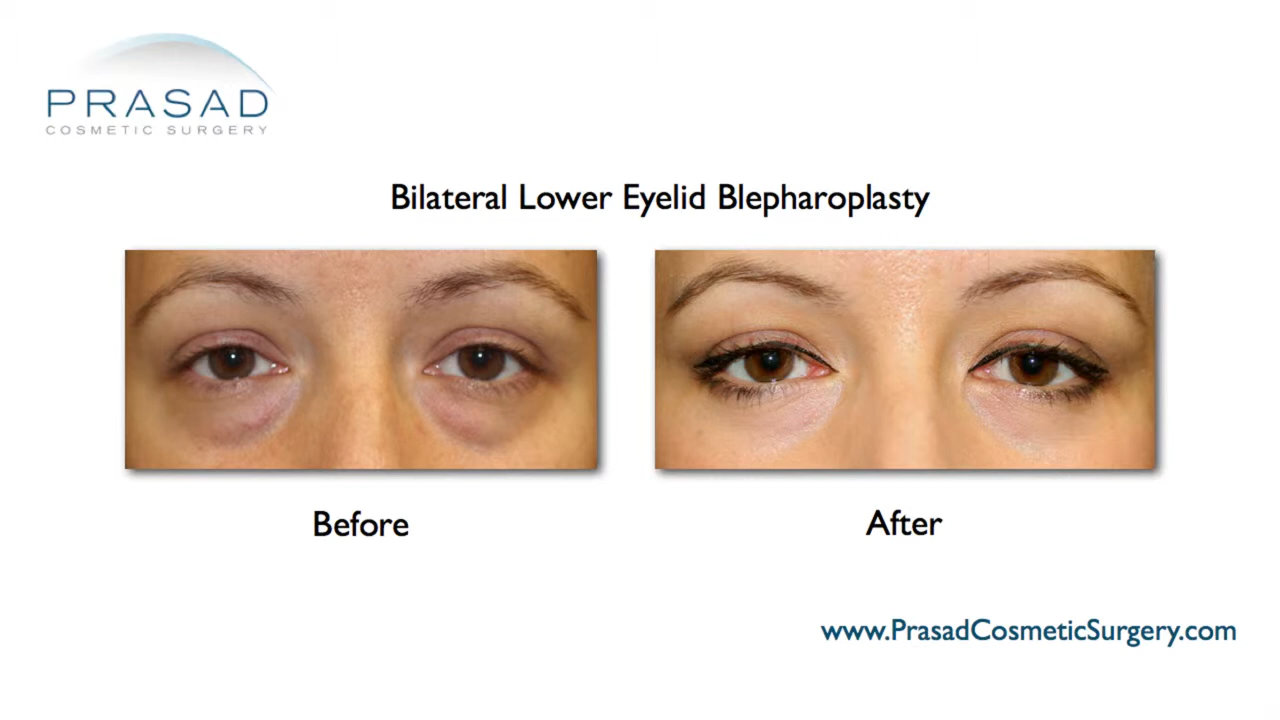 PRASAD
COSMETIC SURGERY
Bilateral Lower Eyelid Blepharoplasty
Before
After
www.PrasadCosmeticSurgery.com